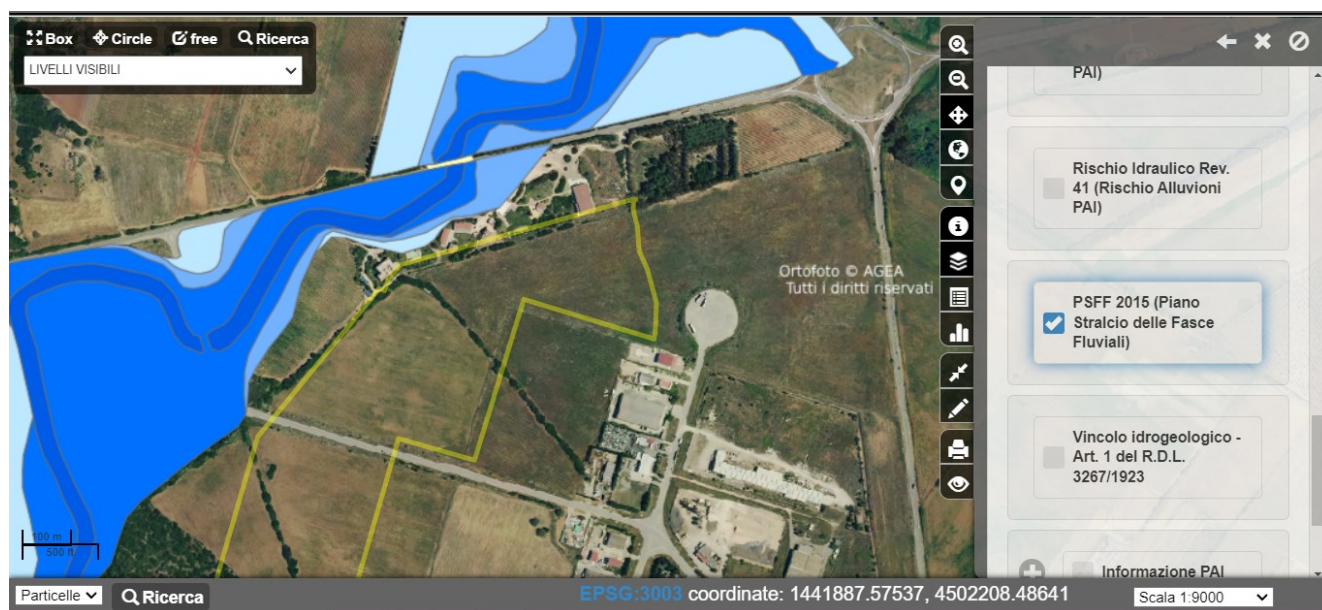 Box Circle free Ricerca
LIVELLI VISIBILI
Ortofoto © AGEA
Tutti i diritti riservati
100 m
500 ft
PAI)
Rischio Idraulico Rev.
41 (Rischio Alluvioni
PAI)
PSFF 2015 (Piano
Stralcio delle Fasce
Fluviali)
Vincolo idrogeologico -
Art. 1 del R.D.L.
3267/1923
Informazione PAI
Particelle Ricerca EPSG:3003 coordinate: 1441887.57537, 4502208.48641 Scala 1:9000